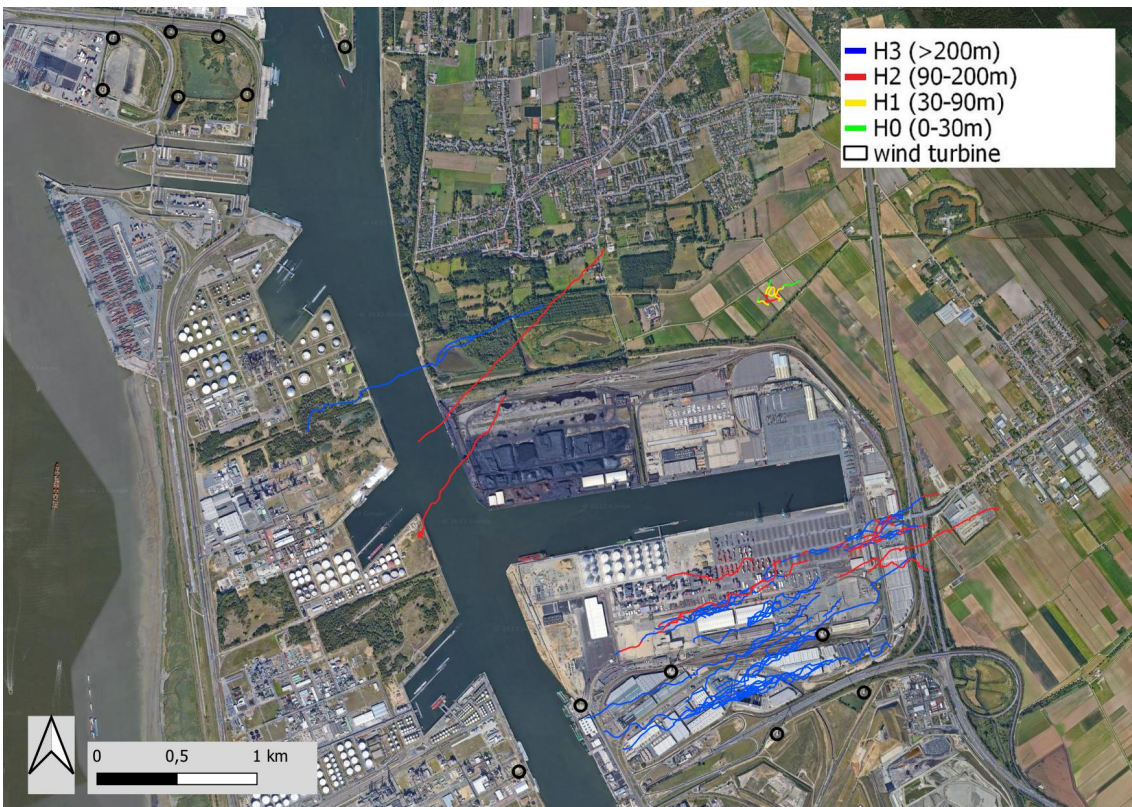 H3 (>200m)
H2 (90-200m)
H1 (30-90m)
H0 (0-30m)
wind turbine
0
0,5
1 km